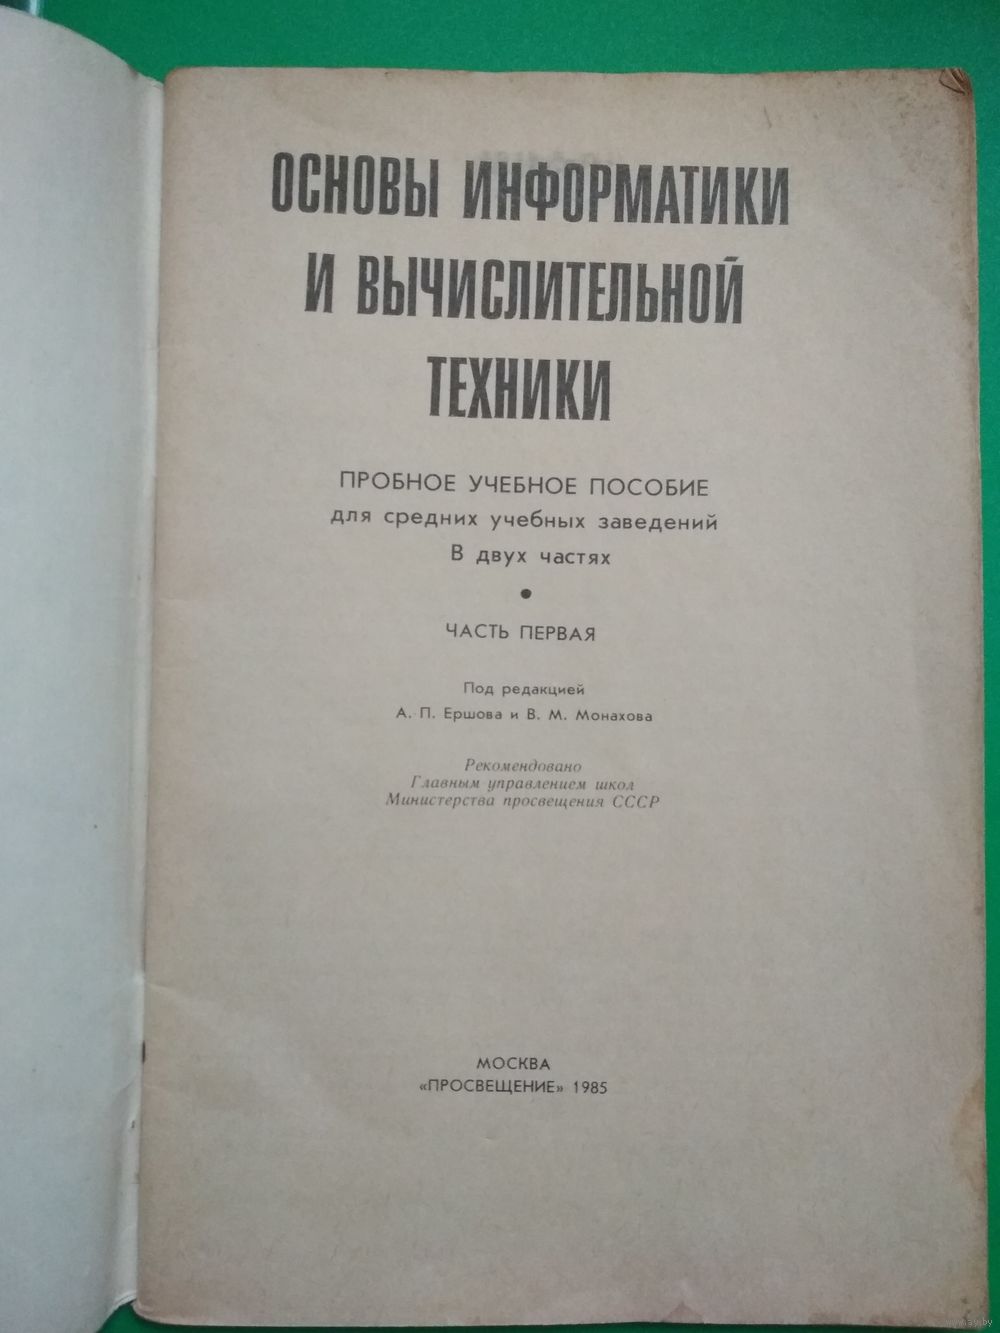 ОСНОВЫ ИНФОРМАТИКИ
И ВЫЧИСЛИТЕЛЬНОЙ
ТЕХНИКИ
ПРОБНОЕ УЧЕБНОЕ ПОСОБИЕ
для средних учебных заведений
В двух частях
•
ЧАСТЬ ПЕРВАЯ
Под редакцией
А. П. Ершова и В. М. Монахова
Рекомендовано
Главным управлением школ
Министерства просвещения СССР
МОСКВА
«ПРОСВЕЩЕНИЕ» 1985